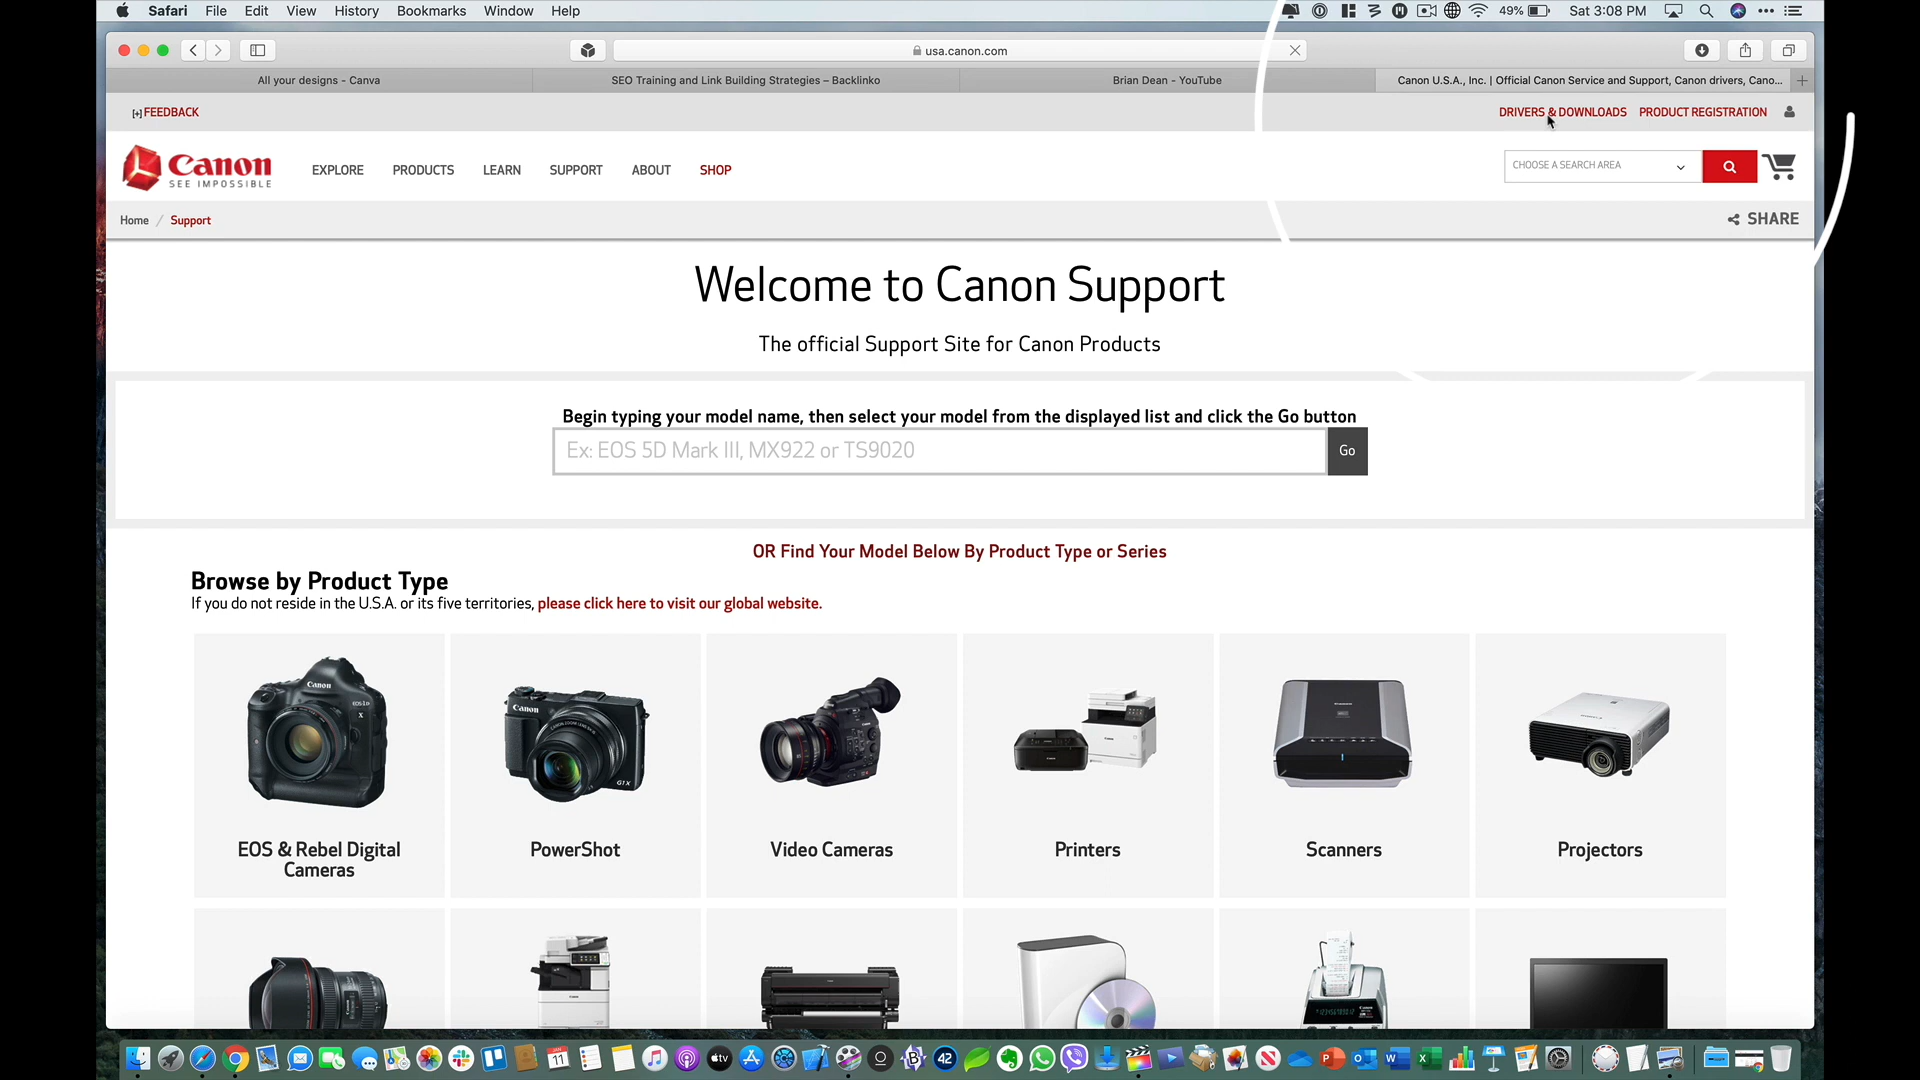 Safari File Edit View History Bookmarks Window Help
49% Sat 3:08 PM
usa.canon.com
All your designs - Canva
SEO Training and Link Building Strategies – Backlinko
Brian Dean - YouTube
Canon U.S.A., Inc. | Official Canon Service and Support, Canon drivers, Cano...
[+] FEEDBACK
DRIVERS & DOWNLOADS PRODUCT REGISTRATION
Canon
SEE IMPOSSIBLE
EXPLORE PRODUCTS LEARN SUPPORT ABOUT SHOP
CHOOSE A SEARCH AREA
Home / Support
SHARE
Welcome to Canon Support
The official Support Site for Canon Products
Begin typing your model name, then select your model from the displayed list and click the Go button
Ex: EOS 5D Mark III, MX922 or TS9020
Go
OR Find Your Model Below By Product Type or Series
Browse by Product Type
If you do not reside in the U.S.A. or its five territories, please click here to visit our global website.
Canon
Canon
G1X
EOS & Rebel Digital
Cameras
PowerShot
Video Cameras
Printers
Scanners
Projectors
JAN
11
tv
42